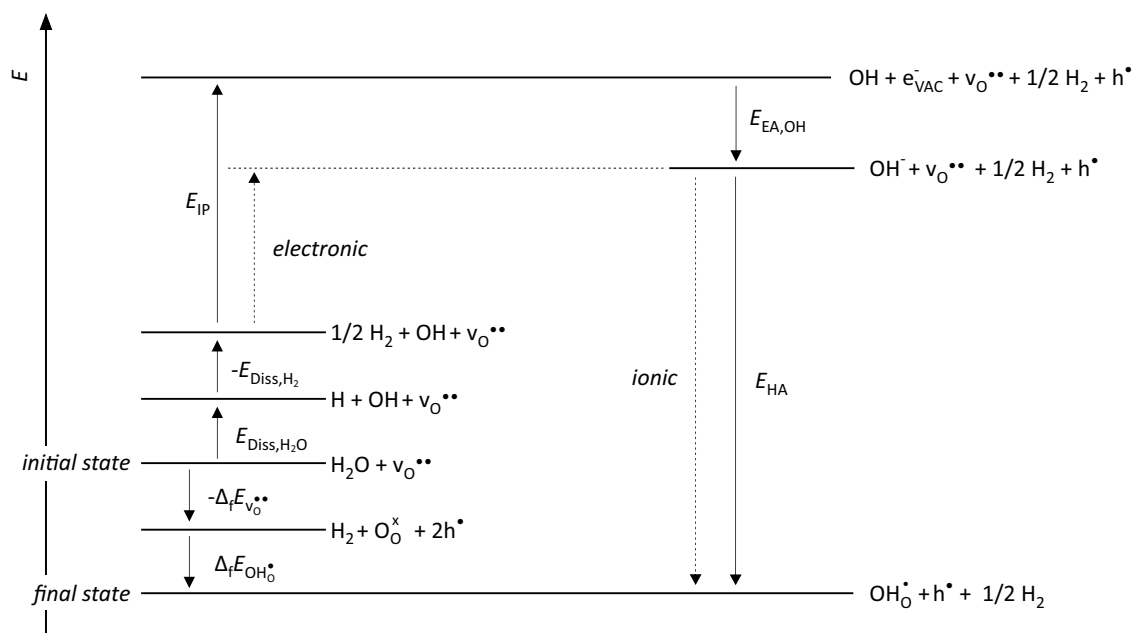 E
OH + e⁻VAC + vO•• + 1/2 H2 + h•
EEA,OH
OH⁻ + vO•• + 1/2 H2 + h•
EIP
electronic
1/2 H2 + OH + vO••
-EDiss,H2
ionic
EHA
H + OH + vO••
EDiss,H2O
initial state
H2O + vO••
-ΔfEvO••
H2 + OOx + 2h•
ΔfEOHO•
final state
OHO• + h• + 1/2 H2